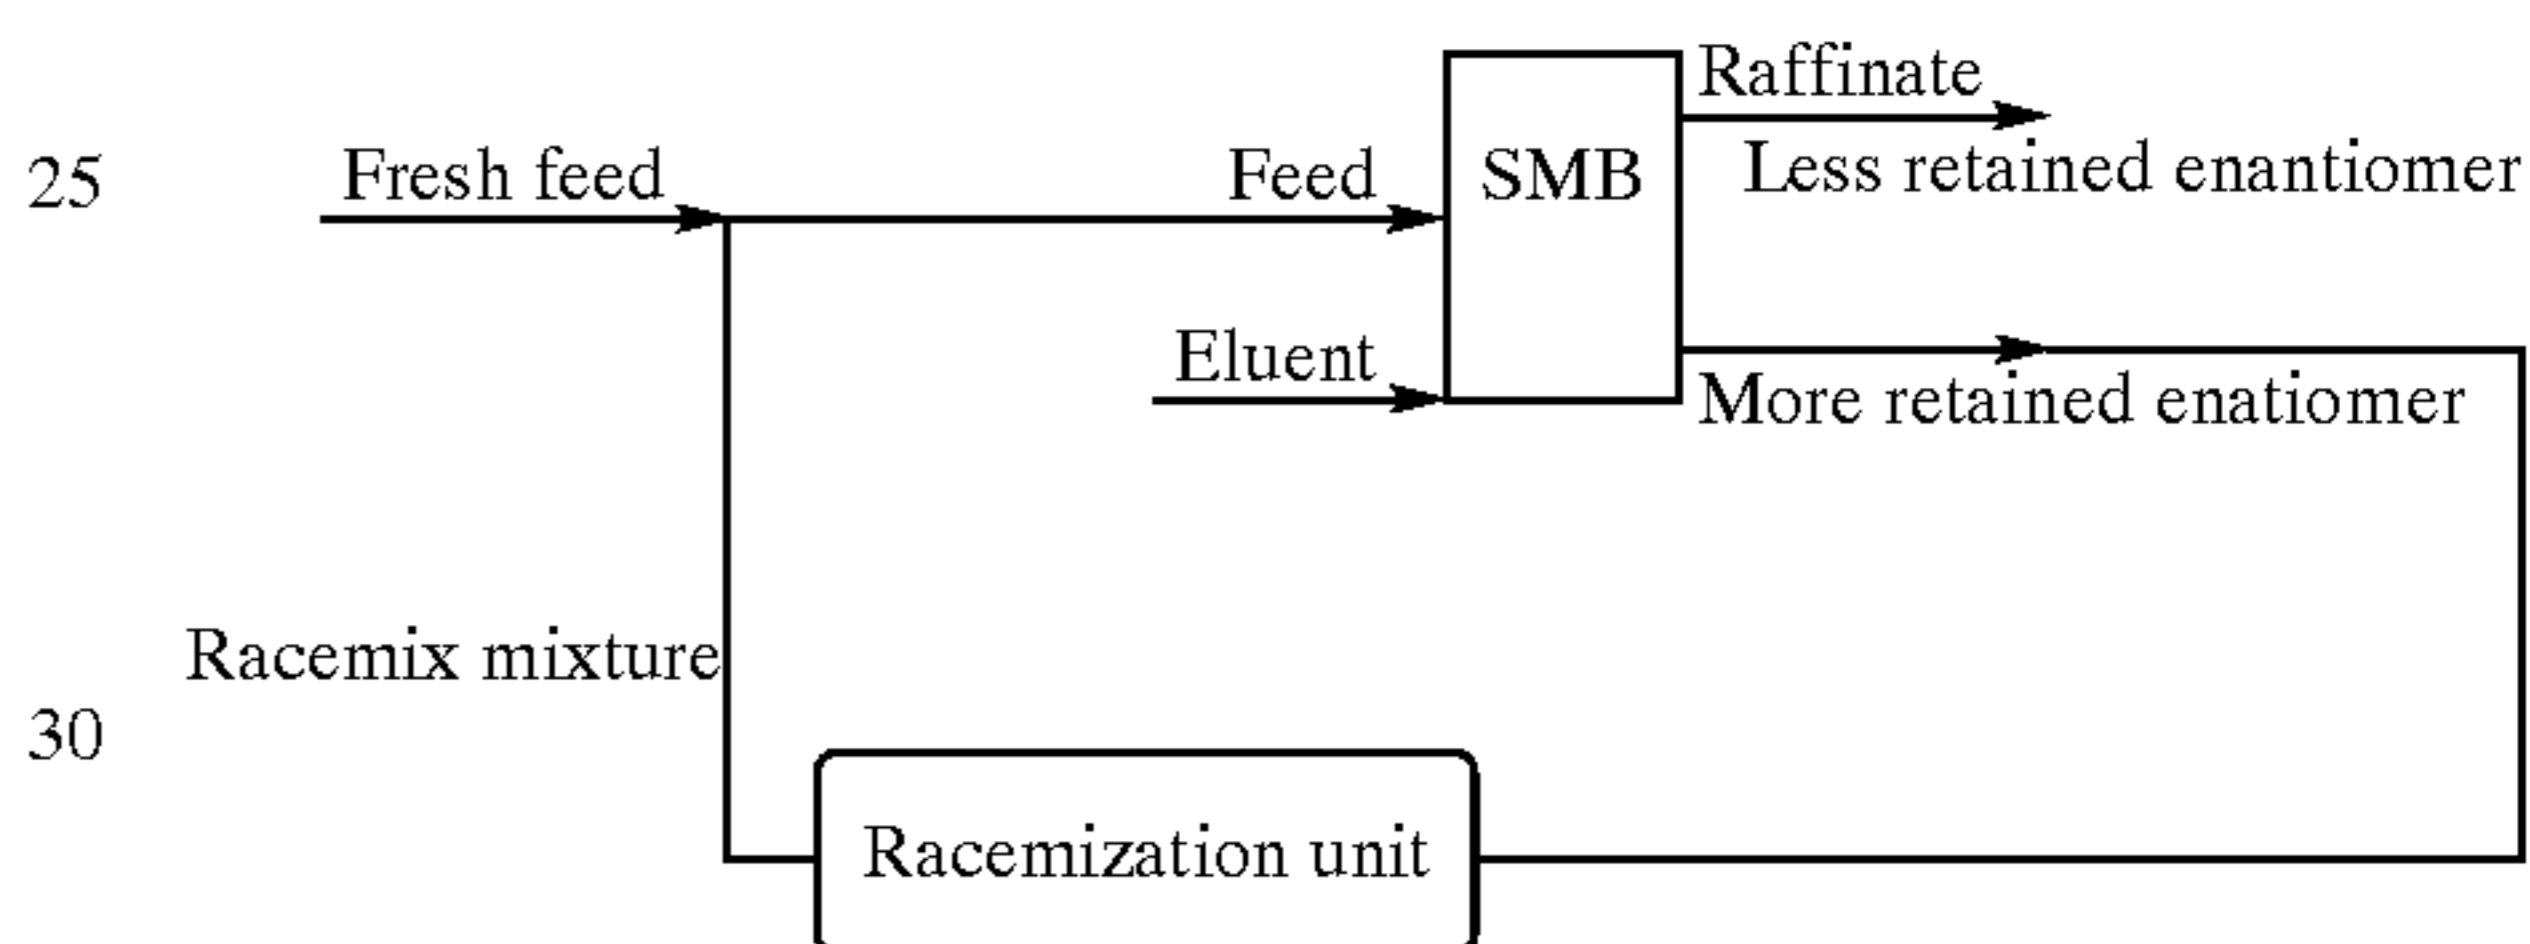 Raffinate
25 Fresh feed Feed SMB Less retained enantiomer
Eluent
More retained enatiomer
Racemix mixture
30
Racemization unit